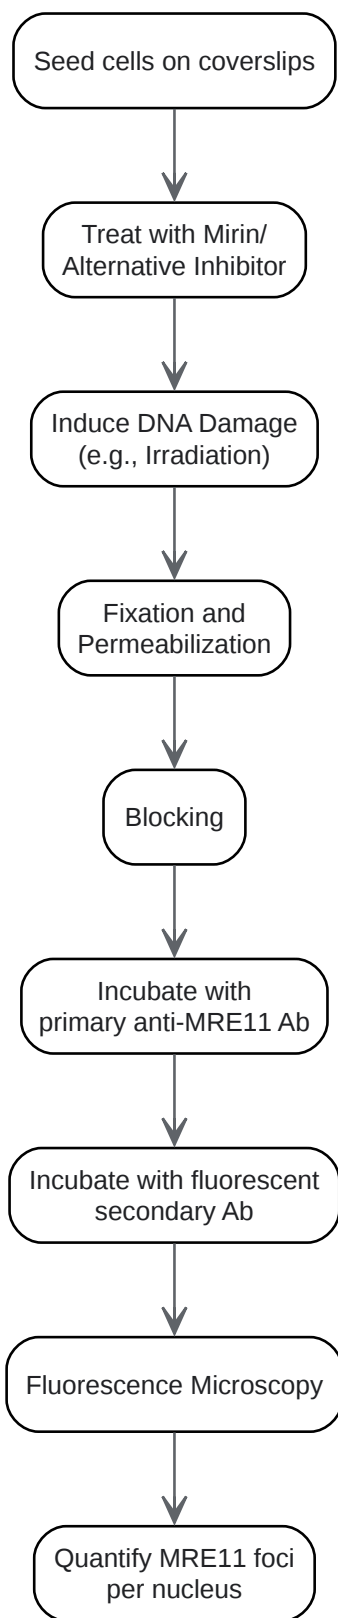 Seed cells on coverslips
Treat with Mirin/
Alternative Inhibitor
Induce DNA Damage
(e.g., Irradiation)
Fixation and
Permeabilization
Blocking
Incubate with
primary anti-MRE11 Ab
Incubate with fluorescent
secondary Ab
Fluorescence Microscopy
Quantify MRE11 foci
per nucleus